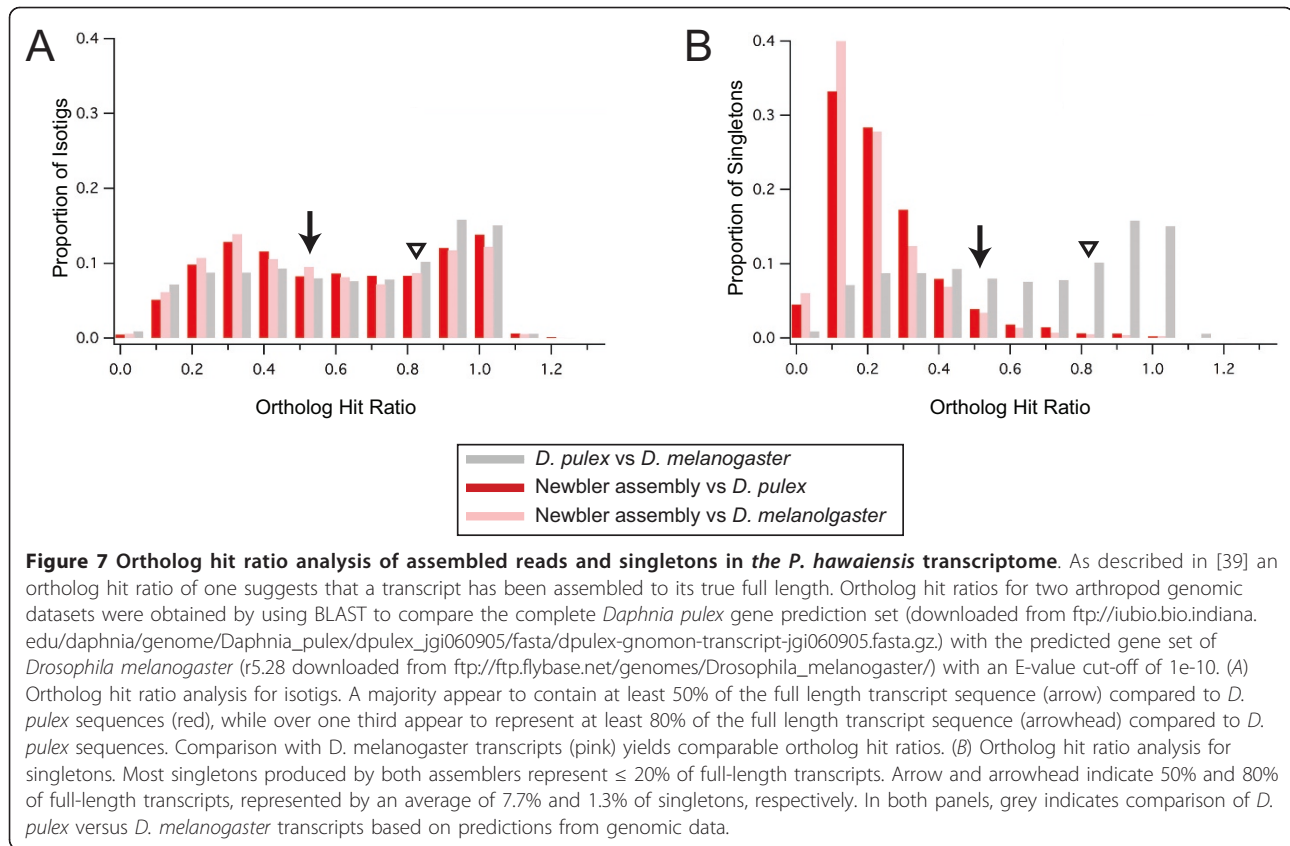 A
B
0.4
0.3
0.2
0.1
0.0
Proportion of Isotigs
0.0 0.2 0.4 0.6 0.8 1.0 1.2
Ortholog Hit Ratio
0.4
0.3
0.2
0.1
0.0
Proportion of Singletons
0.0 0.2 0.4 0.6 0.8 1.0 1.2
Ortholog Hit Ratio
D. pulex vs D. melanogaster
Newbler assembly vs D. pulex
Newbler assembly vs D. melanolgaster
Figure 7 Ortholog hit ratio analysis of assembled reads and singletons in the P. hawaiensis transcriptome. As described in [39] an
ortholog hit ratio of one suggests that a transcript has been assembled to its true full length. Ortholog hit ratios for two arthropod genomic
datasets were obtained by using BLAST to compare the complete Daphnia pulex gene prediction set (downloaded from ftp://iubio.bio.indiana.
edu/daphnia/genome/Daphnia_pulex/dpulex_jgi060905/fasta/dpulex-gnomon-transcript-jgi060905.fasta.gz.) with the predicted gene set of
Drosophila melanogaster (r5.28 downloaded from ftp://ftp.flybase.net/genomes/Drosophila_melanogaster/) with an E-value cut-off of 1e-10. (A)
Ortholog hit ratio analysis for isotigs. A majority appear to contain at least 50% of the full length transcript sequence (arrow) compared to D.
pulex sequences (red), while over one third appear to represent at least 80% of the full length transcript sequence (arrowhead) compared to D.
pulex sequences. Comparison with D. melanogaster transcripts (pink) yields comparable ortholog hit ratios. (B) Ortholog hit ratio analysis for
singletons. Most singletons produced by both assemblers represent ≤ 20% of full-length transcripts. Arrow and arrowhead indicate 50% and 80%
of full-length transcripts, represented by an average of 7.7% and 1.3% of singletons, respectively. In both panels, grey indicates comparison of D.
pulex versus D. melanogaster transcripts based on predictions from genomic data.